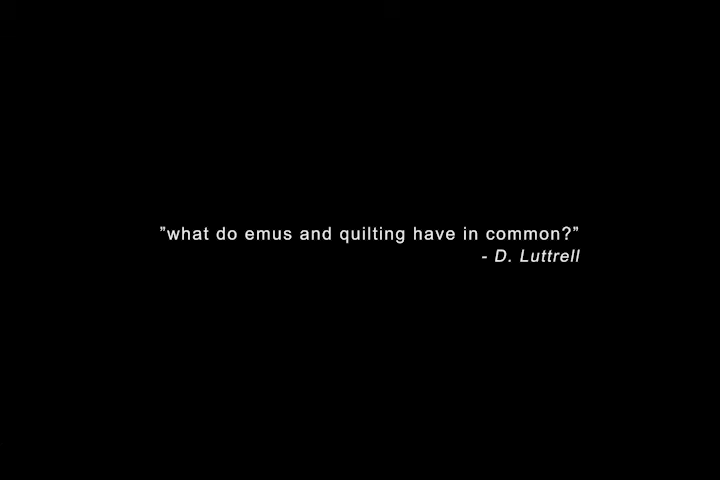 ”what do emus and quilting have in common?”
- D. Luttrell